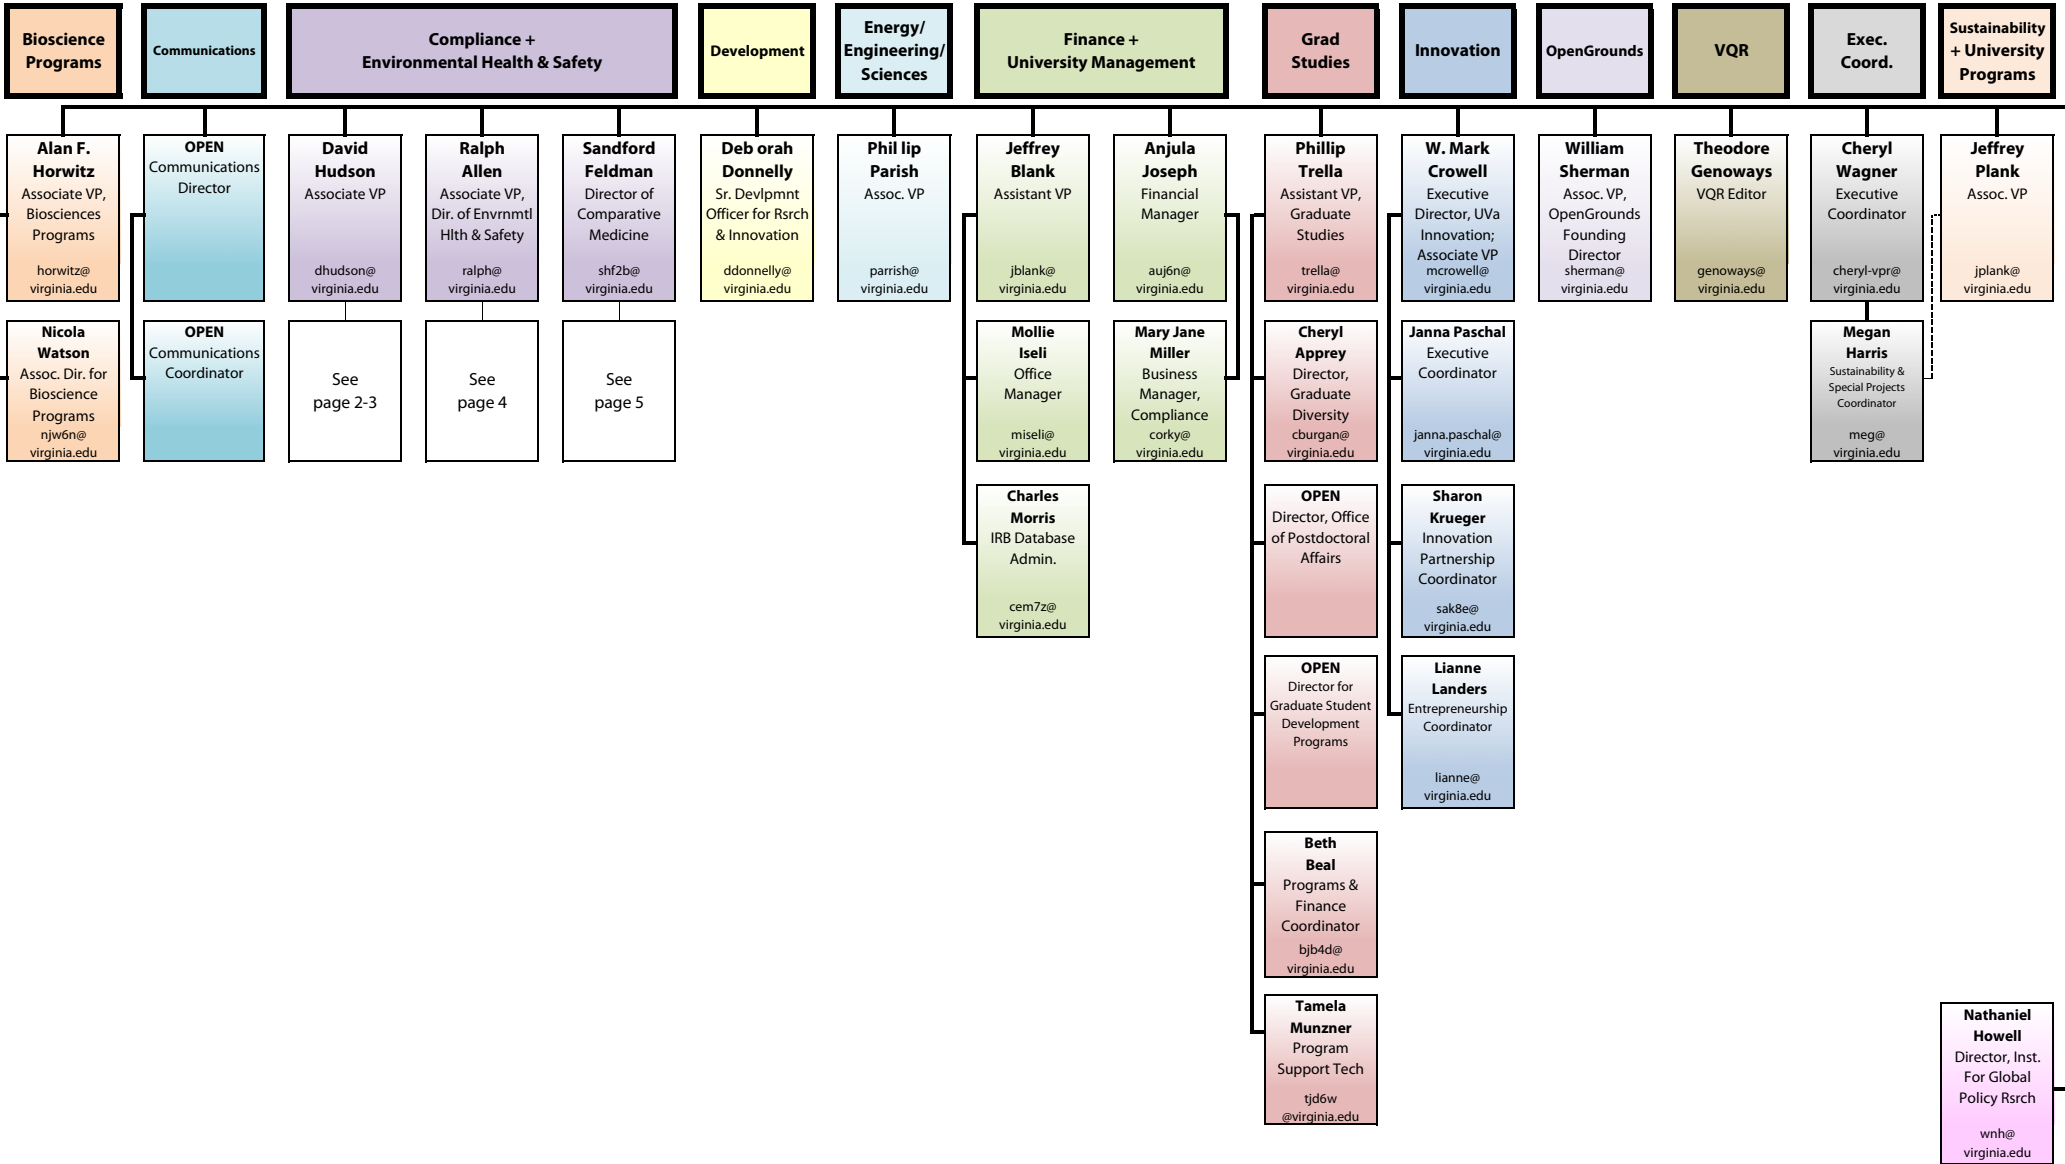 Bioscience
Programs
Communications
Compliance +
Environmental Health & Safety
Development
Energy/
Engineering/
Sciences
Finance +
University Management
Grad
Studies
Innovation
OpenGrounds
VQR
Exec.
Coord.
Sustainability
+ University
Programs
Alan F.
Horwitz
Associate VP,
Biosciences
Programs
horwitz@
virginia.edu
OPEN
Communications
Director
David
Hudson
Associate VP
dhudson@
virginia.edu
Ralph
Allen
Associate VP,
Dir. of Envrnmtl
Hlth & Safety
ralph@
virginia.edu
Sandford
Feldman
Director of
Comparative
Medicine
shf2b@
virginia.edu
Deb orah
Donnelly
Sr. Devlpmnt
Officer for Rsrch
& Innovation
ddonnelly@
virginia.edu
Phil lip
Parish
Assoc. VP
parrish@
virginia.edu
Jeffrey
Blank
Assistant VP
jblank@
virginia.edu
Anjula
Joseph
Financial
Manager
auj6n@
virginia.edu
Phillip
Trella
Assistant VP,
Graduate
Studies
trella@
virginia.edu
W. Mark
Crowell
Executive
Director, UVa
Innovation;
Associate VP
mcrowell@
virginia.edu
William
Sherman
Assoc. VP,
OpenGrounds
Founding
Director
sherman@
virginia.edu
Theodore
Genoways
VQR Editor
genoways@
virginia.edu
Cheryl
Wagner
Executive
Coordinator
cheryl-vpr@
virginia.edu
Jeffrey
Plank
Assoc. VP
jplank@
virginia.edu
Nicola
Watson
Assoc. Dir. for
Bioscience
Programs
njw6n@
virginia.edu
OPEN
Communications
Coordinator
See
page 2-3
See
page 4
See
page 5
Mollie
Iseli
Office
Manager
miseli@
virginia.edu
Mary Jane
Miller
Business
Manager,
Compliance
corky@
virginia.edu
Cheryl
Apprey
Director,
Graduate
Diversity
cburgan@
virginia.edu
Janna Paschal
Executive
Coordinator
janna.paschal@
virginia.edu
Megan
Harris
Sustainability &
Special Projects
Coordinator
meg@
virginia.edu
Charles
Morris
IRB Database
Admin.
cem7z@
virginia.edu
OPEN
Director, Office
of Postdoctoral
Affairs
Sharon
Krueger
Innovation
Partnership
Coordinator
sak8e@
virginia.edu
OPEN
Director for
Graduate Student
Development
Programs
Lianne
Landers
Entrepreneurship
Coordinator
lianne@
virginia.edu
Beth
Beal
Programs &
Finance
Coordinator
bjb4d@
virginia.edu
Tamela
Munzner
Program
Support Tech
tjd6w
@virginia.edu
Nathaniel
Howell
Director, Inst.
For Global
Policy Rsrch
wnh@
virginia.edu